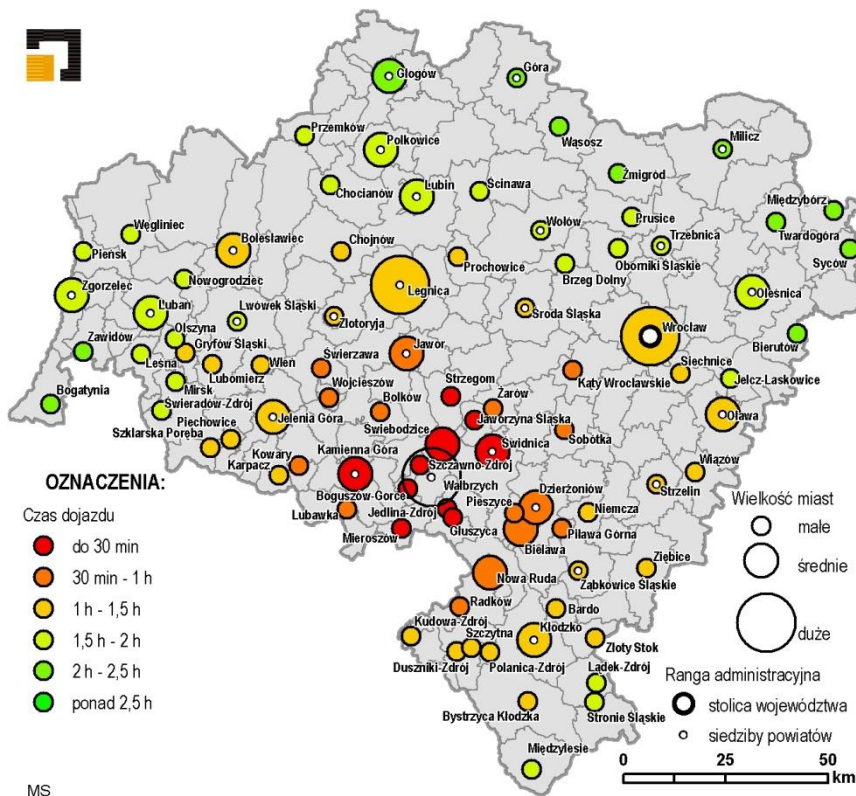 Głogów
Góra
Przemków
Polkowice
Wąsosz
Milicz
Żmigród
Chocianów
Lubin
Ścinawa
Międzybórz
Twardogóra
Prusice
Węgliniec
Wołów
Trzebnica
Syców
Bolesławiec
Chojnów
Pieńsk
Prochowice
Oborniki Śląskie
Brzeg Dolny
Nowogrodziec
Zgorzelec
Legnica
Oleśnica
Lubań
Lwówek Śląski
Złotoryja
Środa Śląska
Wrocław
Olszyna
Zawidów
Gryfów Śląski
Jawor
Bierutów
Leśna
Wleń
Świerzawa
Siechnice
Lubomierz
Kąty Wrocławskie
Jelcz-Laskowice
Mirsk
Wojcieszów
Strzegom
Żarów
Bogatynia
Świeradów-Zdrój
Bolków
Jaworzyna Śląska
Oława
Piechowice
Jelenia Góra
Świebodzice
Sobótka
Szklarska Poręba
Świdnica
Kowary
Kamienna Góra
Szczawno-Zdrój
Karpacz
Wiązów
OZNACZENIA:
Wałbrzych
Dzierżoniów
Strzelin
Wielkość miast
Boguszów-Gorce
Pieszyce
Czas dojazdu
Lubawka
Jedlina-Zdrój
Niemcza
małe
Mieroszów
Głuszyca
Bielawa
Piława Górna
do 30 min
Ziębice
średnie
30 min - 1 h
Nowa Ruda
Ząbkowice Śląskie
1 h - 1,5 h
Radków
Bardo
Kudowa-Zdrój
Kłodzko
duże
1,5 h - 2 h
Szczytna
Złoty Stok
Duszniki-Zdrój
Polanica-Zdrój
2 h - 2,5 h
Lądek-Zdrój
Ranga administracyjna
ponad 2,5 h
stolica województwa
Bystrzyca Kłodzka
Stronie Śląskie
siedziby powiatów
Międzylesie
0 25 50
km
MS